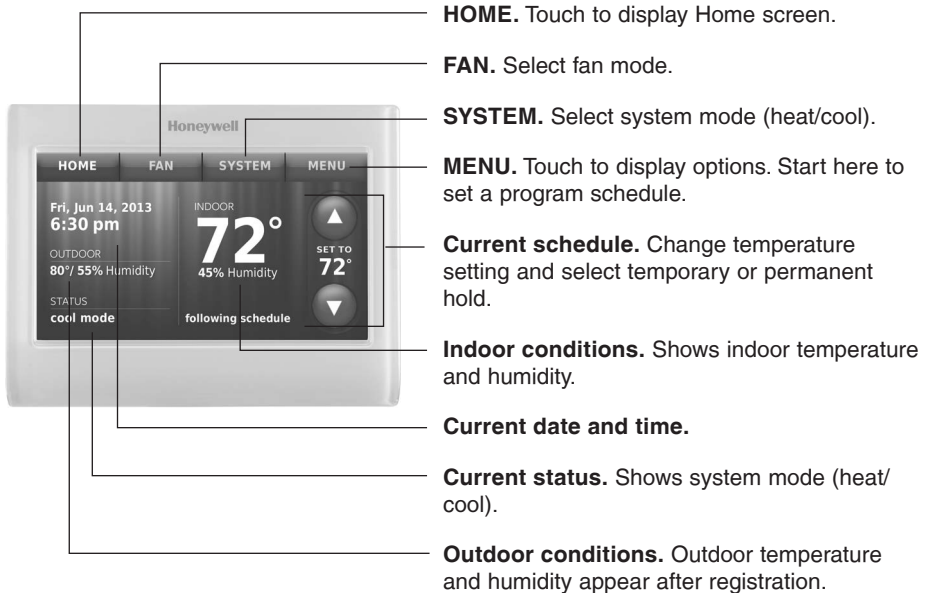 HOME. Touch to display Home screen.
FAN. Select fan mode.
SYSTEM. Select system mode (heat/cool).
MENU. Touch to display options. Start here to
set a program schedule.
Current schedule. Change temperature
setting and select temporary or permanent
hold.
Indoor conditions. Shows indoor temperature
and humidity.
Current date and time.
Current status. Shows system mode (heat/
cool).
Outdoor conditions. Outdoor temperature
and humidity appear after registration.
Honeywell
HOME FAN SYSTEM MENU
Fri, Jun 14, 2013
6:30 pm
OUTDOOR
80°/ 55% Humidity
STATUS
cool mode
INDOOR
72°
45% Humidity
following schedule
SET TO
72°